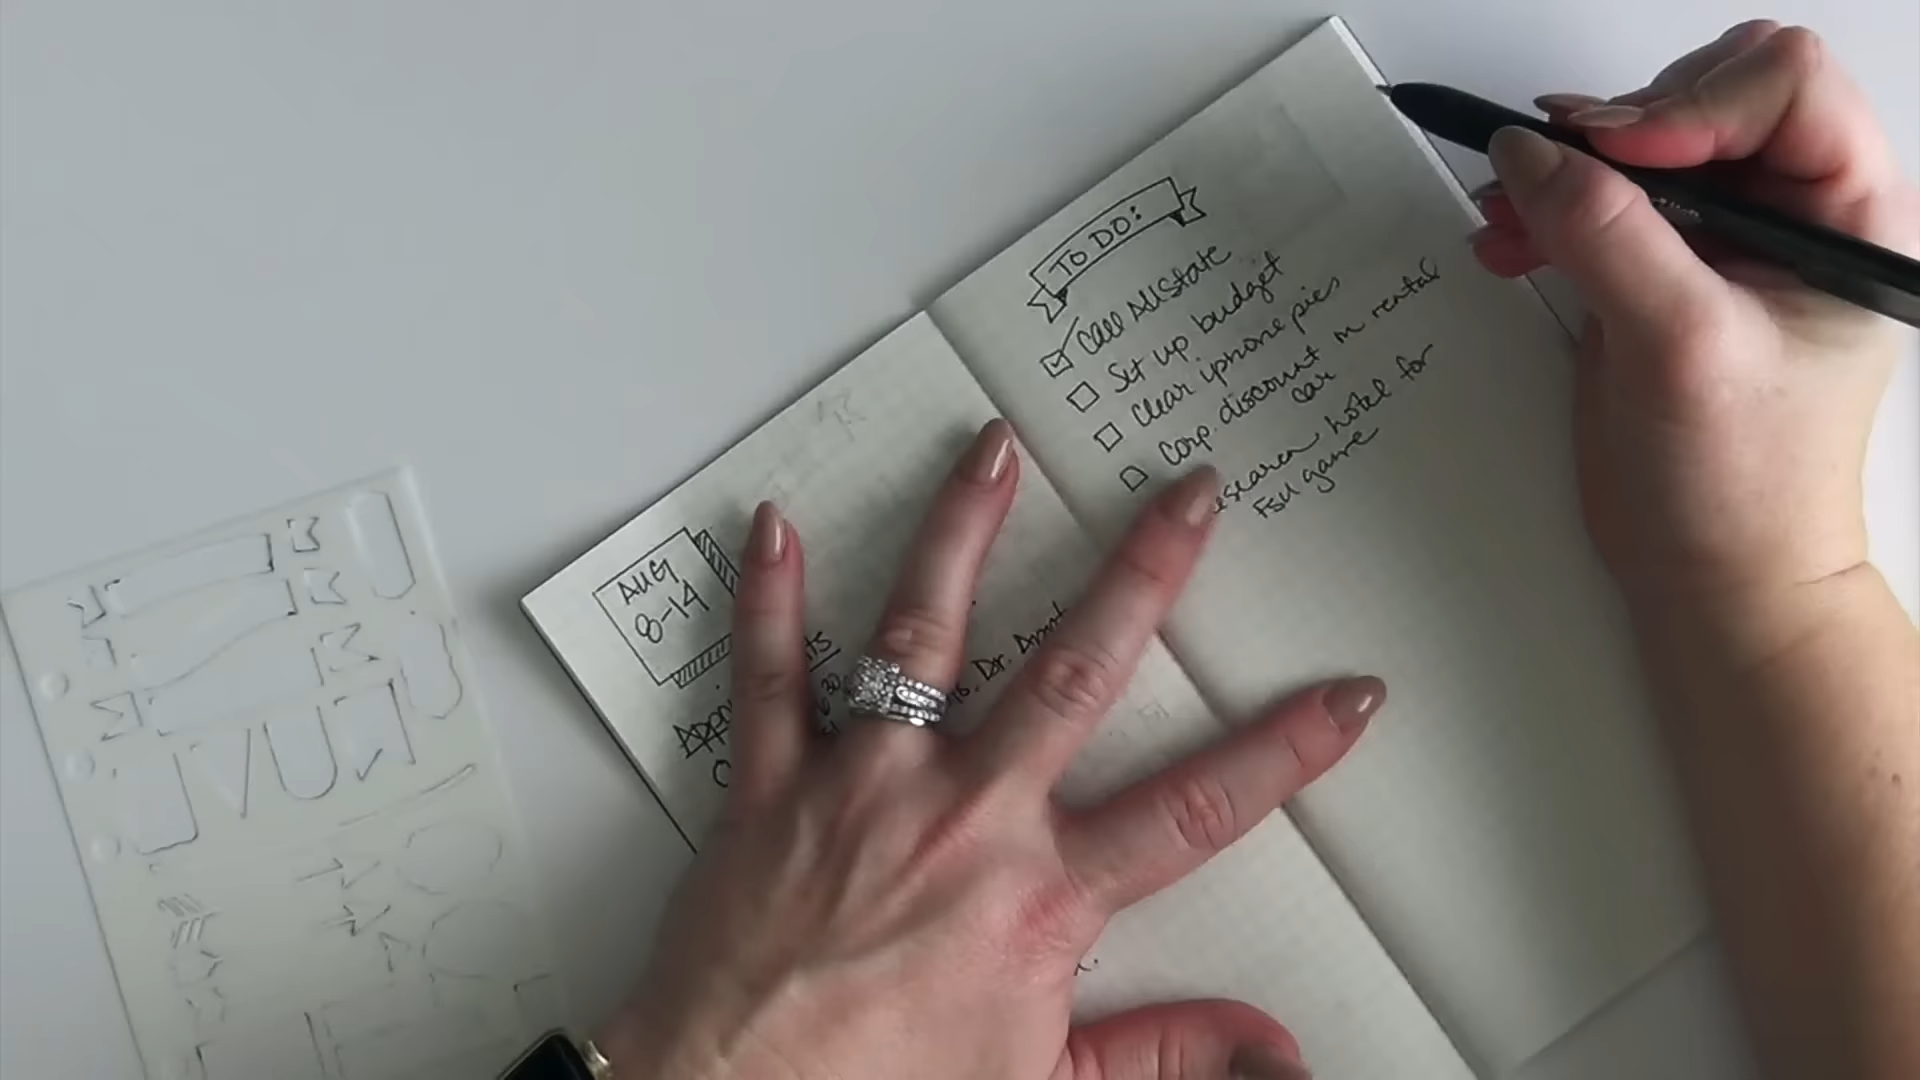 AUG
8-14
Dr.
TO DO:
Call AllState
Set up budget
Clear iphone pics
Corp. discount on rental
car
hotel for
FSU game